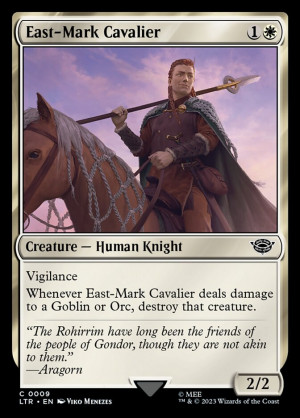 East-Mark Cavalier 1
Creature — Human Knight
Vigilance
Whenever East-Mark Cavalier deals damage
to a Goblin or Orc, destroy that creature.
"The Rohirrim have long been the friends of
the people of Gondor, though they are not akin
to them."
—Aragorn
2/2
C 0009
LTR • EN Viko Menezes
© MEE
™ & © 2023 Wizards of the Coast